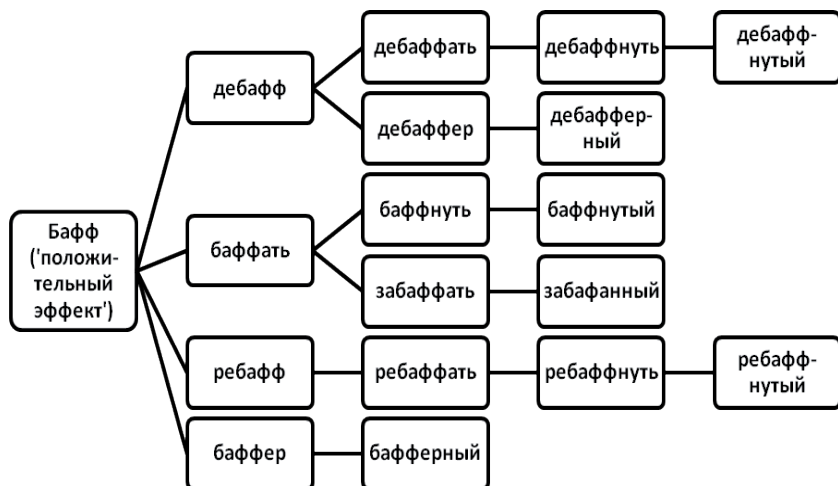 дебаффать
дебаффнуть
дебафф-
нутый
дебафф
дебаффер
дебаффер-
ный
баффнуть
баффнутый
Бафф
('положи-
тельный
эффект')
баффать
забаффать
забафанный
ребафф
ребаффать
ребаффнуть
ребафф-
нутый
баффер
бафферный